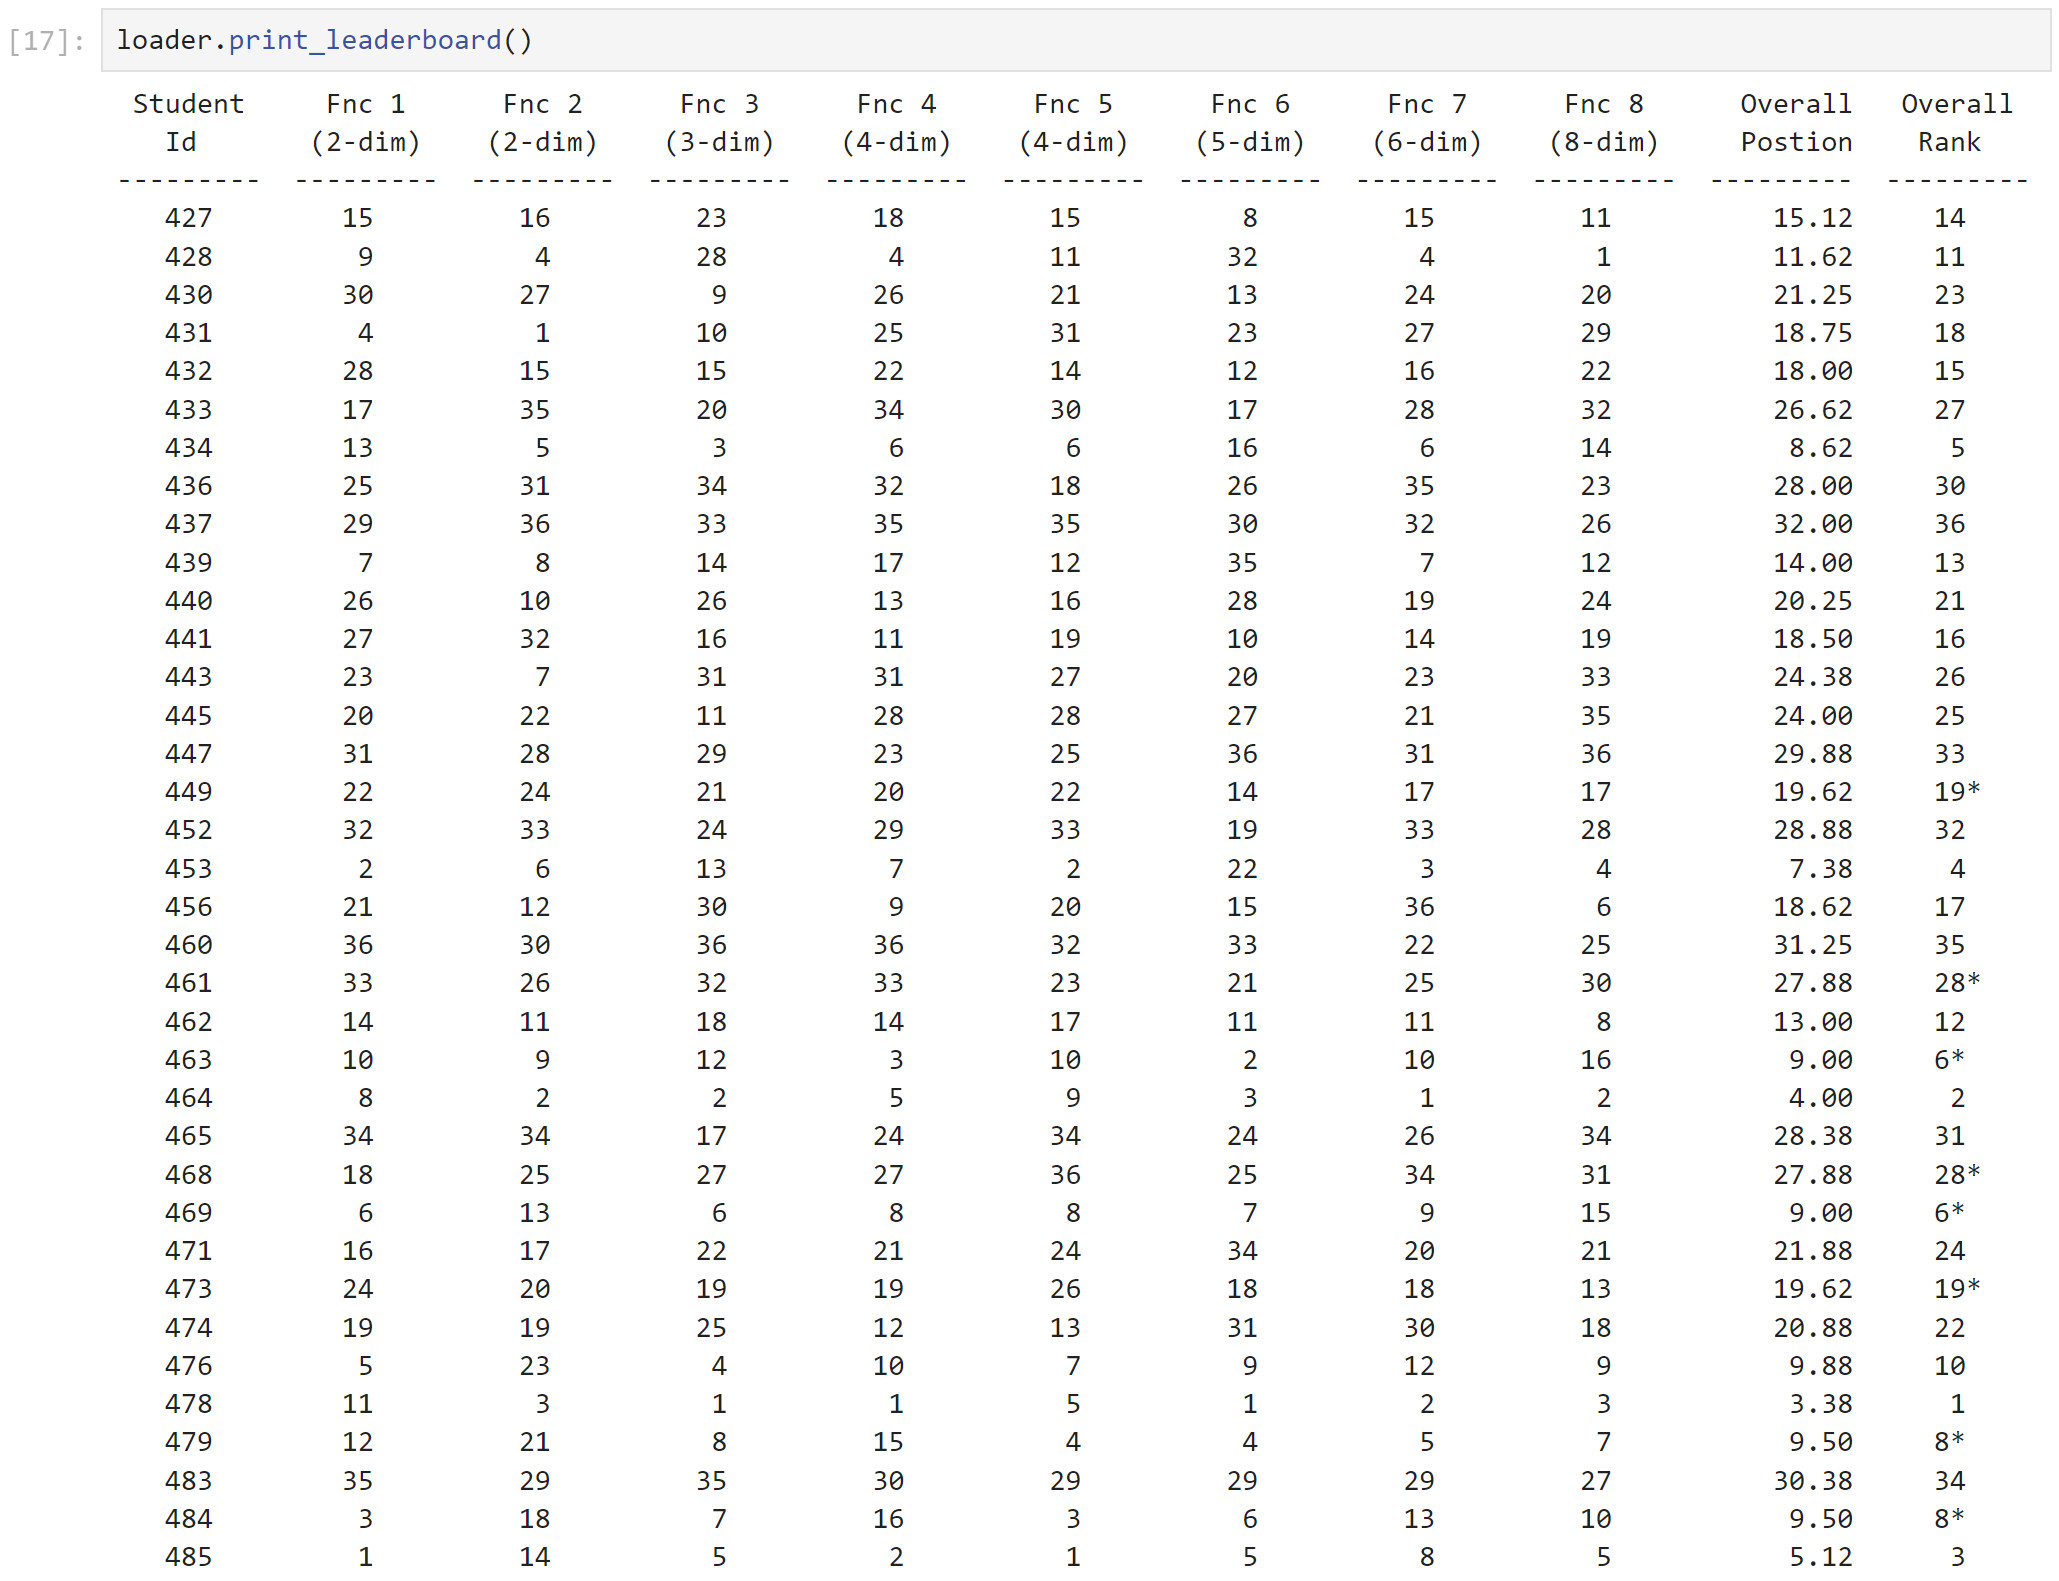 [17]: loader.print_leaderboard()
Student Fnc 1 Fnc 2 Fnc 3 Fnc 4 Fnc 5 Fnc 6 Fnc 7 Fnc 8 Overall Overall
Id (2-dim) (2-dim) (3-dim) (4-dim) (4-dim) (5-dim) (6-dim) (8-dim) Postion Rank
--------- --------- --------- --------- --------- --------- --------- --------- --------- --------- ---------
427 15 16 23 18 15 8 15 11 15.12 14
428 9 4 28 4 11 32 4 1 11.62 11
430 30 27 9 26 21 13 24 20 21.25 23
431 4 1 10 25 31 23 27 29 18.75 18
432 28 15 15 22 14 12 16 22 18.00 15
433 17 35 20 34 30 17 28 32 26.62 27
434 13 5 3 6 6 16 6 14 8.62 5
436 25 31 34 32 18 26 35 23 28.00 30
437 29 36 33 35 35 30 32 26 32.00 36
439 7 8 14 17 12 35 7 12 14.00 13
440 26 10 26 13 16 28 19 24 20.25 21
441 27 32 16 11 19 10 14 19 18.50 16
443 23 7 31 31 27 20 23 33 24.38 26
445 20 22 11 28 28 27 21 35 24.00 25
447 31 28 29 23 25 36 31 36 29.88 33
449 22 24 21 20 22 14 17 17 19.62 19*
452 32 33 24 29 33 19 33 28 28.88 32
453 2 6 13 7 2 22 3 4 7.38 4
456 21 12 30 9 20 15 36 6 18.62 17
460 36 30 36 36 32 33 22 25 31.25 35
461 33 26 32 33 23 21 25 30 27.88 28*
462 14 11 18 14 17 11 11 8 13.00 12
463 10 9 12 3 10 2 10 16 9.00 6*
464 8 2 2 5 9 3 1 2 4.00 2
465 34 34 17 24 34 24 26 34 28.38 31
468 18 25 27 27 36 25 34 31 27.88 28*
469 6 13 6 8 8 7 9 15 9.00 6*
471 16 17 22 21 24 34 20 21 21.88 24
473 24 20 19 19 26 18 18 13 19.62 19*
474 19 19 25 12 13 31 30 18 20.88 22
476 5 23 4 10 7 9 12 9 9.88 10
478 11 3 1 1 5 1 2 3 3.38 1
479 12 21 8 15 4 4 5 7 9.50 8*
483 35 29 35 30 29 29 29 27 30.38 34
484 3 18 7 16 3 6 13 10 9.50 8*
485 1 14 5 2 1 5 8 5 5.12 3